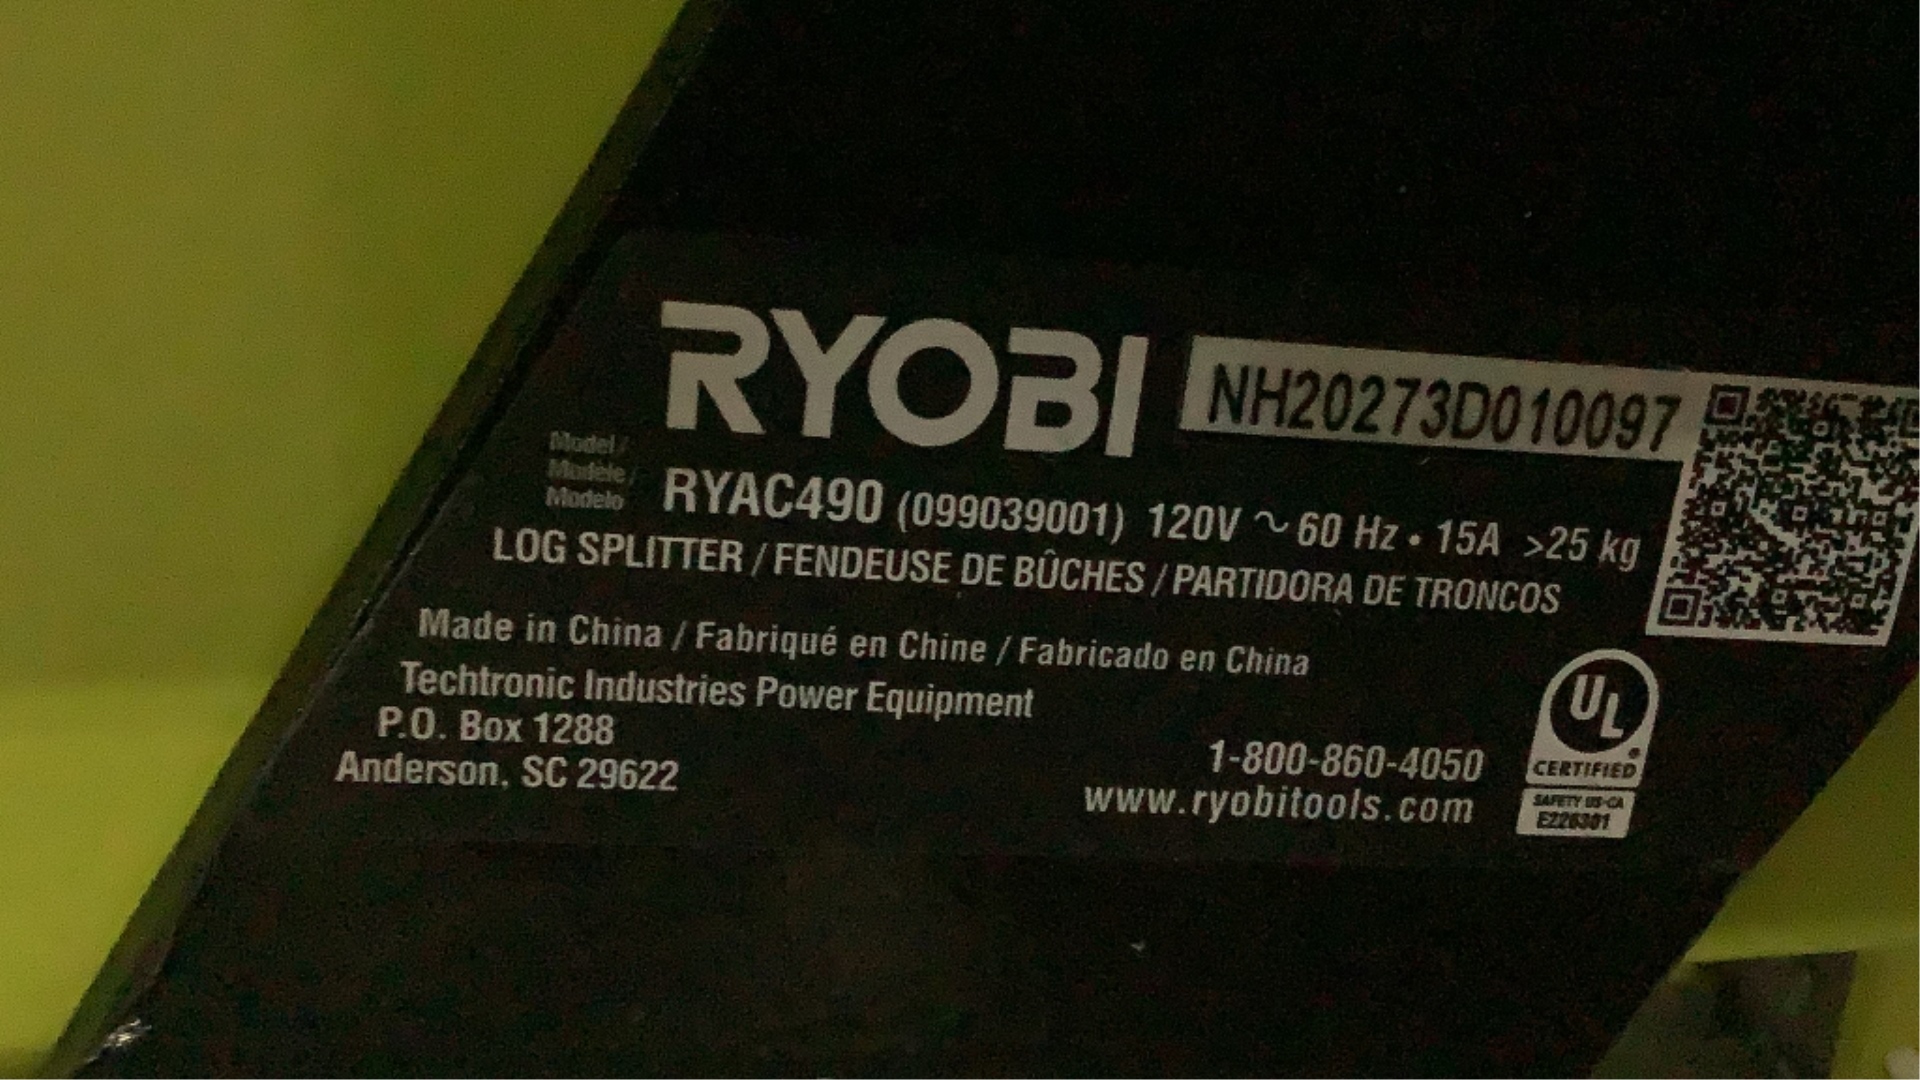 RYOBI NH20273D010097
Model /
Modèle /
Modelo
RYAC490 (099039001) 120V ~ 60 Hz • 15A >25 kg
LOG SPLITTER / FENDEUSE DE BÛCHES / PARTIDORA DE TRONCOS
Made in China / Fabriqué en Chine / Fabricado en China
Techtronic Industries Power Equipment
P.O. Box 1288
Anderson, SC 29622
1-800-860-4050
www.ryobitools.com
UL
CERTIFIED
SAFETY US-CA